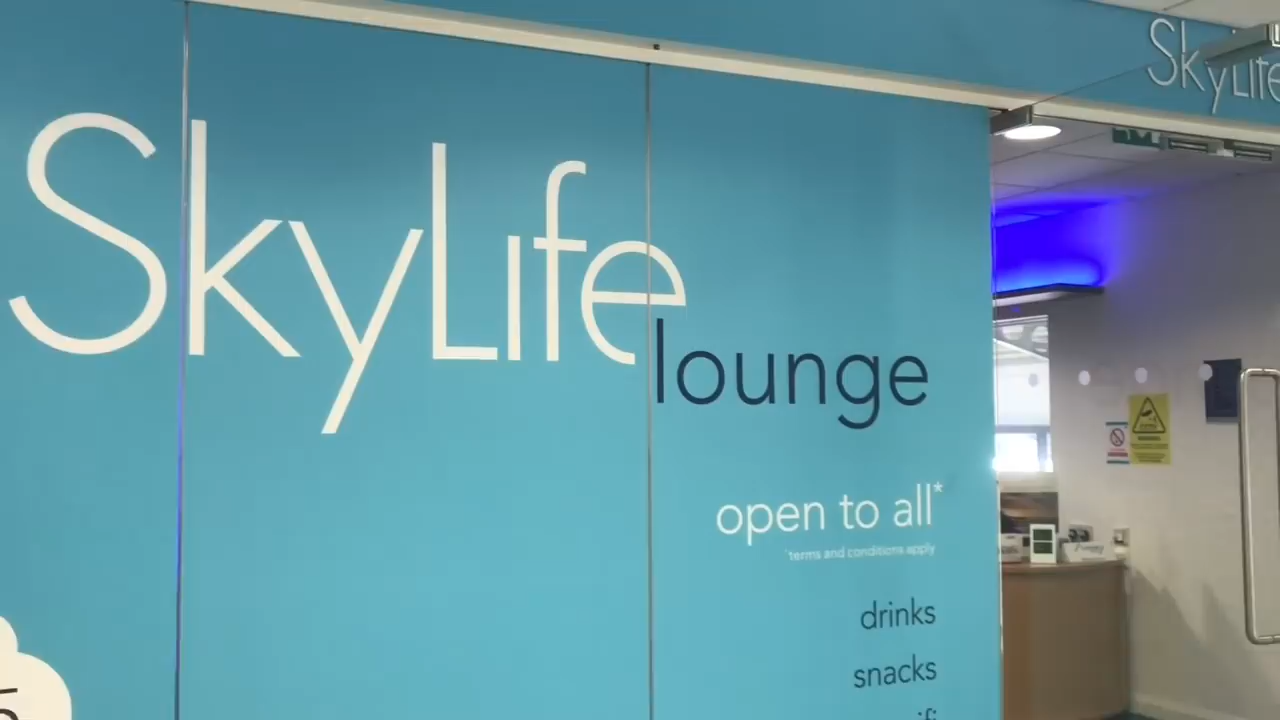 SkyLife
SkyLife
lounge
open to all*
*terms and conditions apply
drinks
snacks